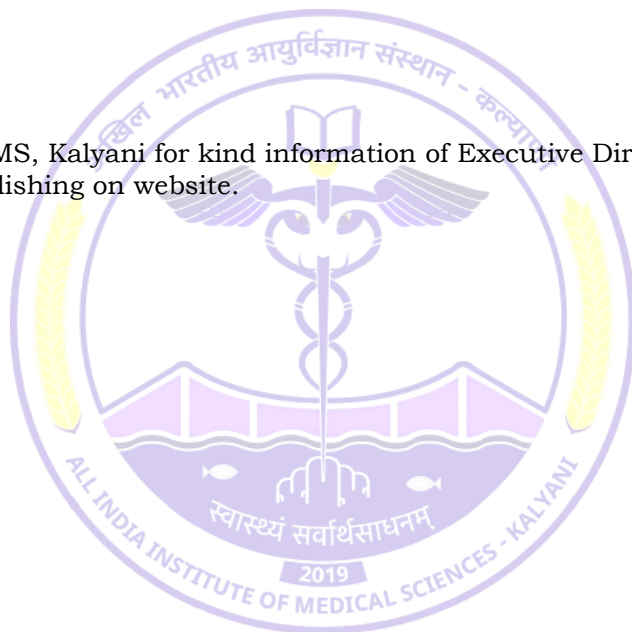 अखिल भारतीय आयुर्विज्ञान संस्थान - कल्याणी
MS, Kalyani for kind information of Executive Dir
lishing on website.
स्वास्थ्यं सर्वार्थसाधनम्
2019
ALL INDIA INSTITUTE OF MEDICAL SCIENCES - KALYANI